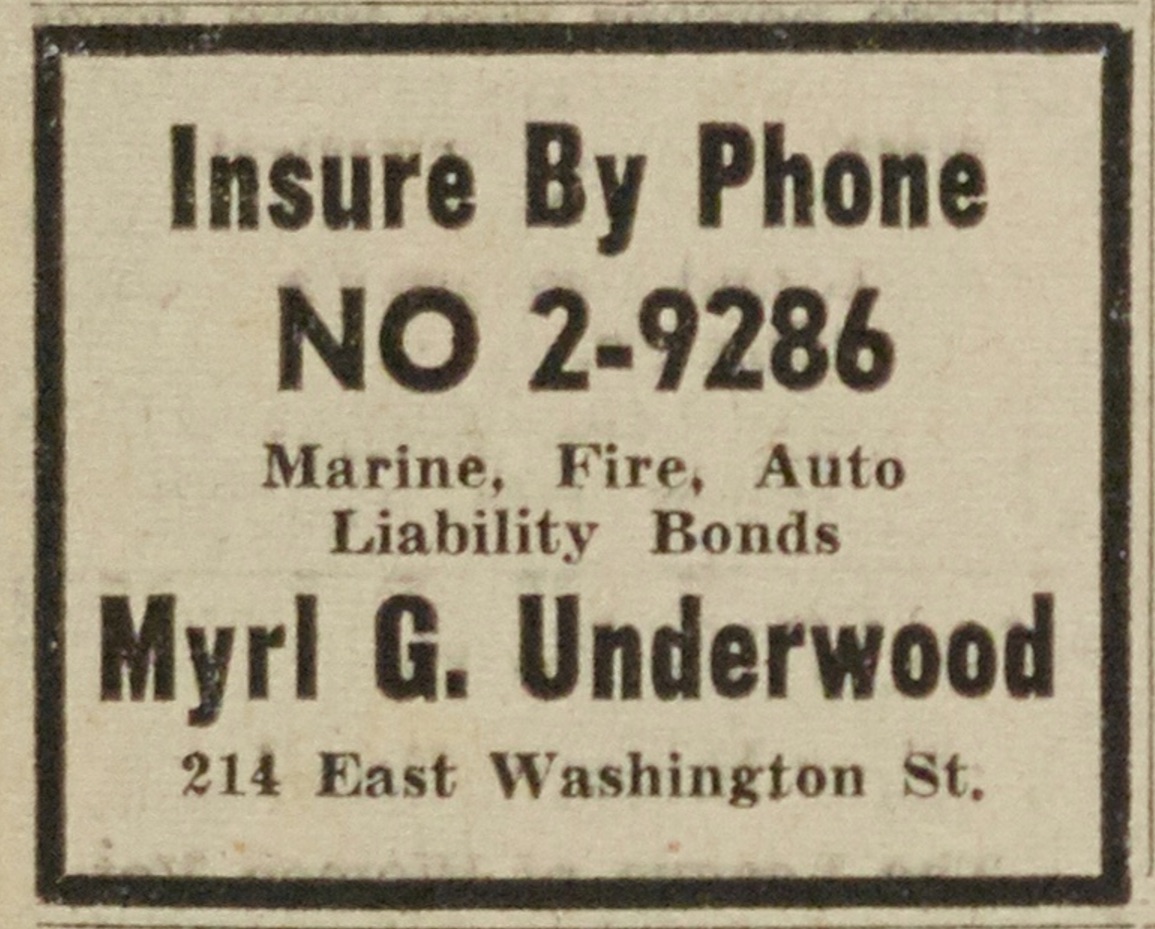 Insure By Phone
NO 2-9286
Marine, Fire, Auto
Liability Bonds
Myrl G. Underwood
214 East Washington St.